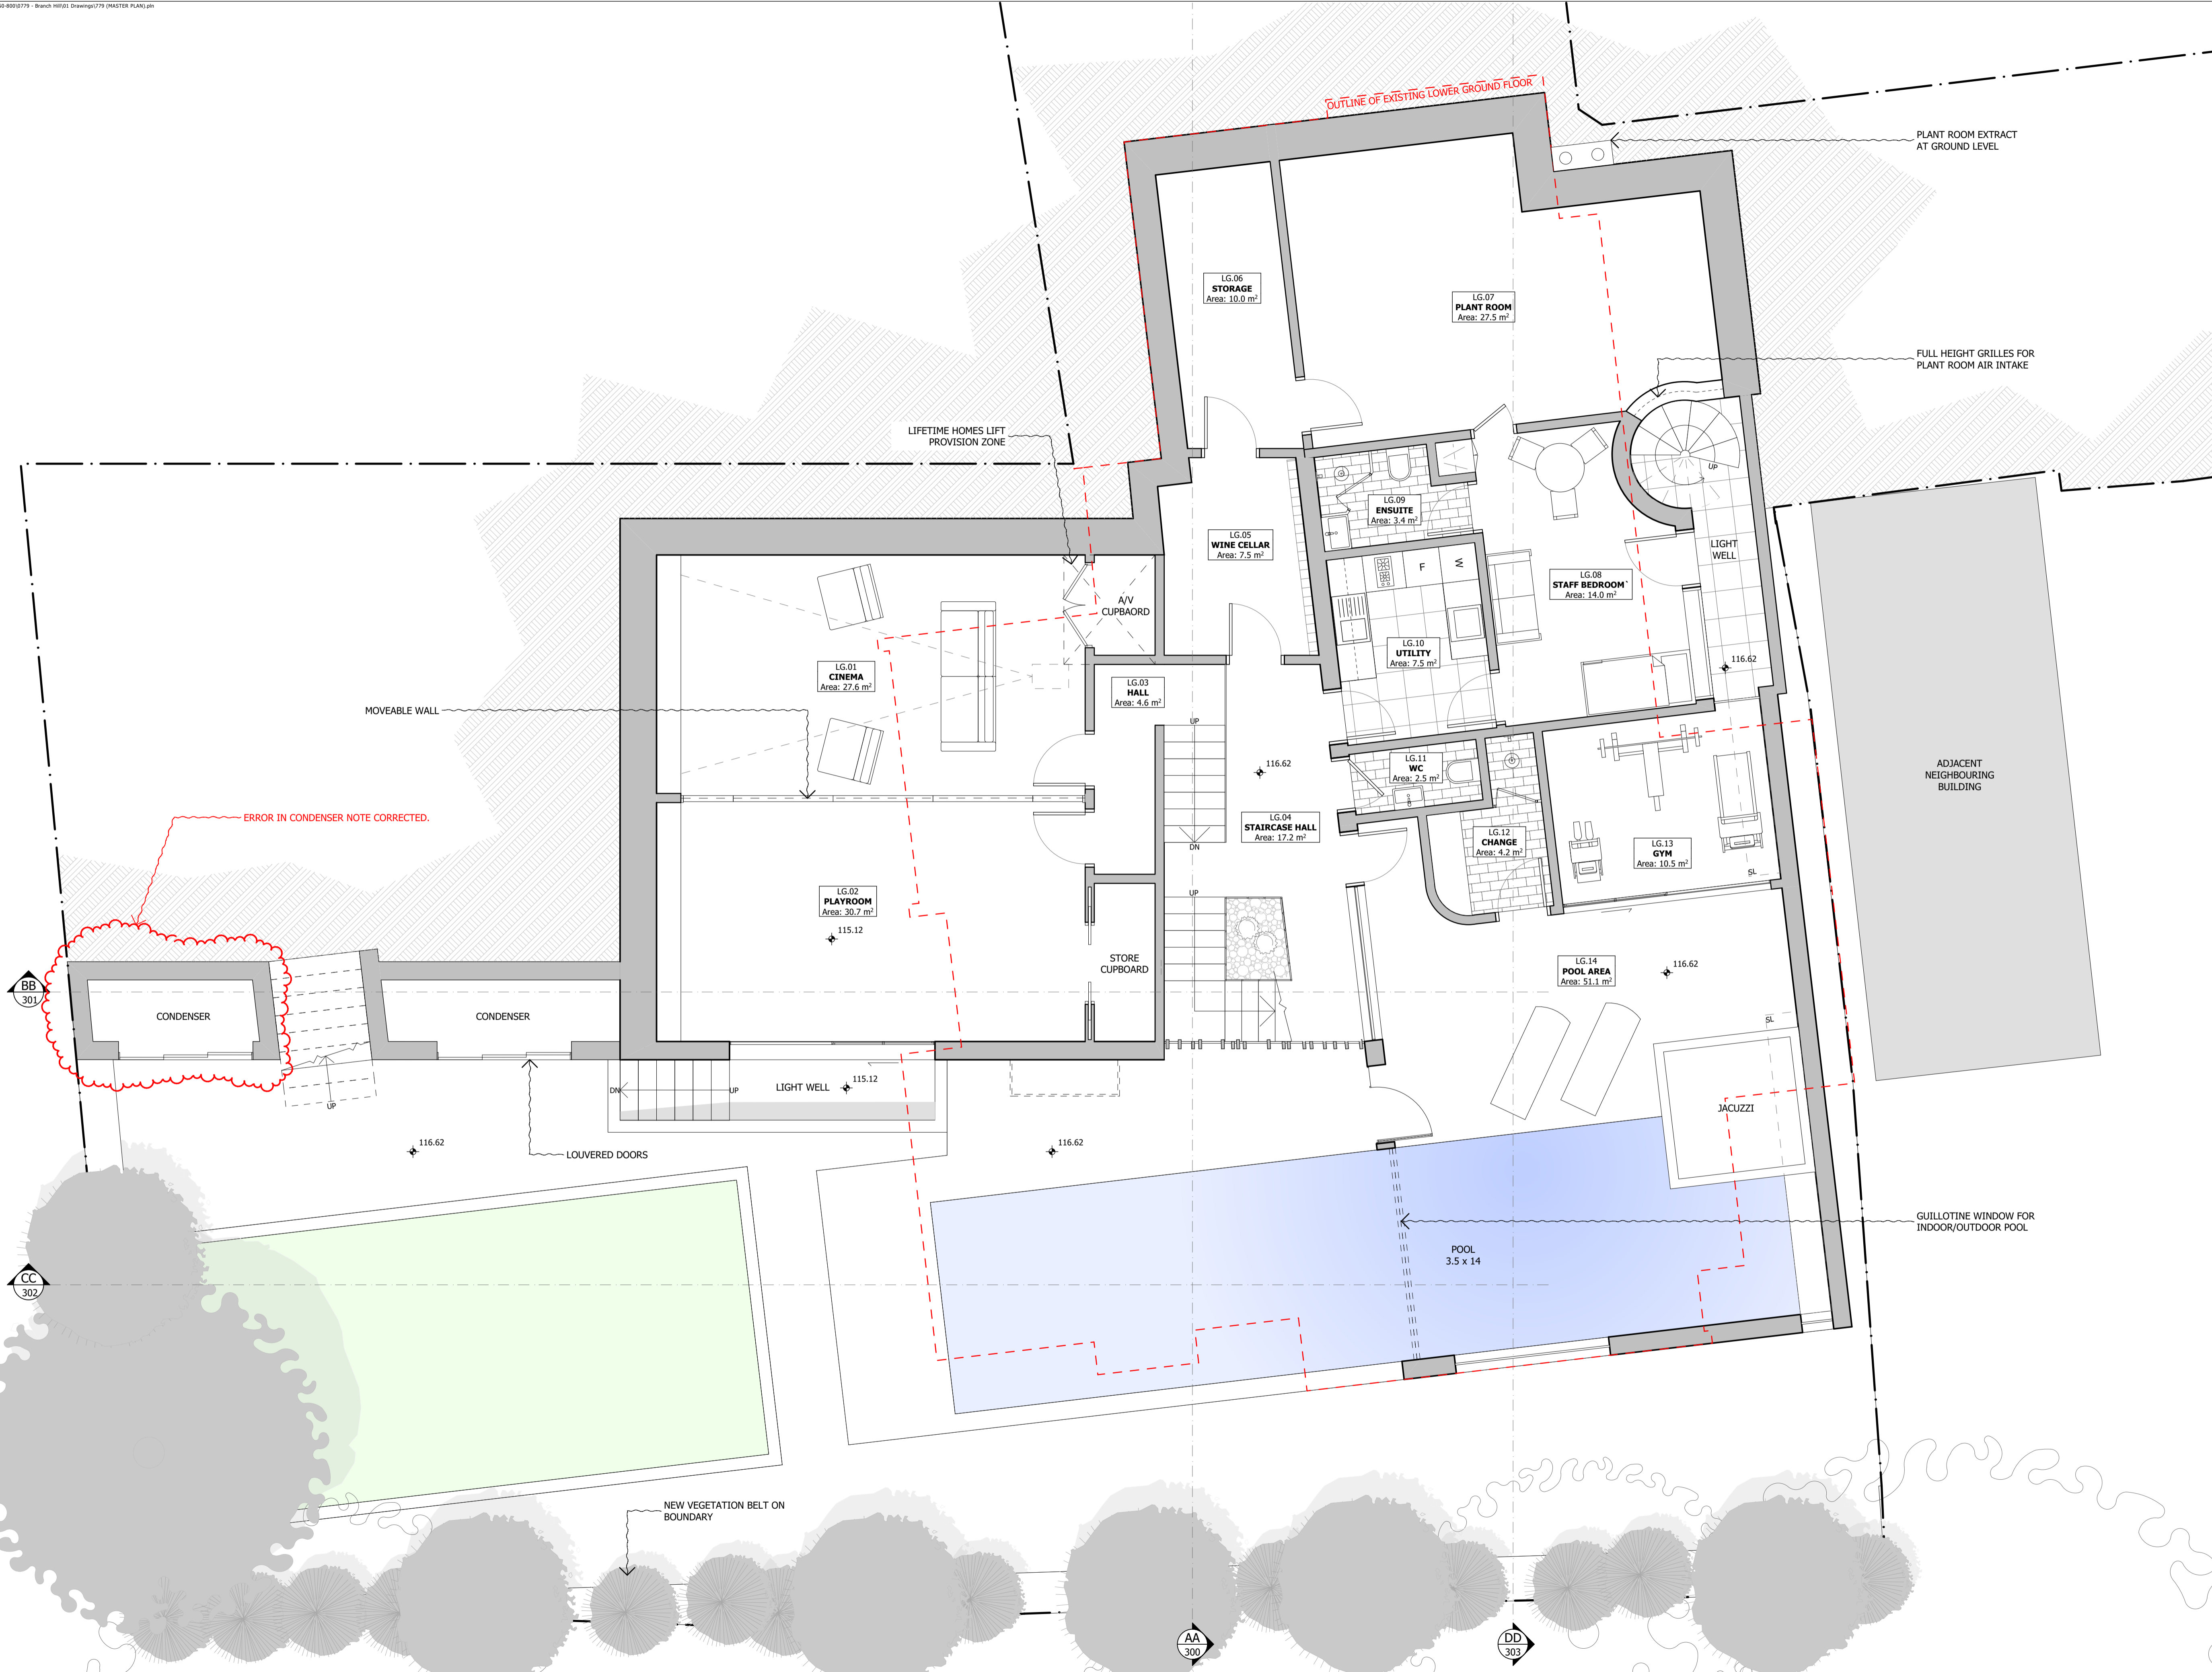 50-800\0779 - Branch Hill\01 Drawings\779 (MASTER PLAN).pln
OUTLINE OF EXISTING LOWER GROUND FLOOR
PLANT ROOM EXTRACT
AT GROUND LEVEL
LG.06
STORAGE
Area: 10.0 m²
LG.07
PLANT ROOM
Area: 27.5 m²
FULL HEIGHT GRILLES FOR
PLANT ROOM AIR INTAKE
LIFETIME HOMES LIFT
PROVISION ZONE
UP
LG.09
ENSUITE
Area: 3.4 m²
LG.05
WINE CELLAR
Area: 7.5 m²
LIGHT
WELL
F
W
LG.08
STAFF BEDROOM`
Area: 14.0 m²
A/V
CUPBAORD
LG.10
UTILITY
Area: 7.5 m²
116.62
LG.01
CINEMA
Area: 27.6 m²
LG.03
HALL
Area: 4.6 m²
MOVEABLE WALL
UP
116.62
LG.11
WC
Area: 2.5 m²
ADJACENT
NEIGHBOURING
BUILDING
ERROR IN CONDENSER NOTE CORRECTED.
LG.04
STAIRCASE HALL
Area: 17.2 m²
DN
LG.12
CHANGE
Area: 4.2 m²
LG.13
GYM
Area: 10.5 m²
SL
LG.02
PLAYROOM
Area: 30.7 m²
UP
115.12
STORE
CUPBOARD
LG.14
POOL AREA
Area: 51.1 m²
116.62
BB
301
CONDENSER
CONDENSER
SL
DN
UP
LIGHT WELL
115.12
UP
JACUZZI
116.62
116.62
LOUVERED DOORS
GUILLOTINE WINDOW FOR
INDOOR/OUTDOOR POOL
POOL
3.5 x 14
CC
302
NEW VEGETATION BELT ON
BOUNDARY
AA
300
DD
303